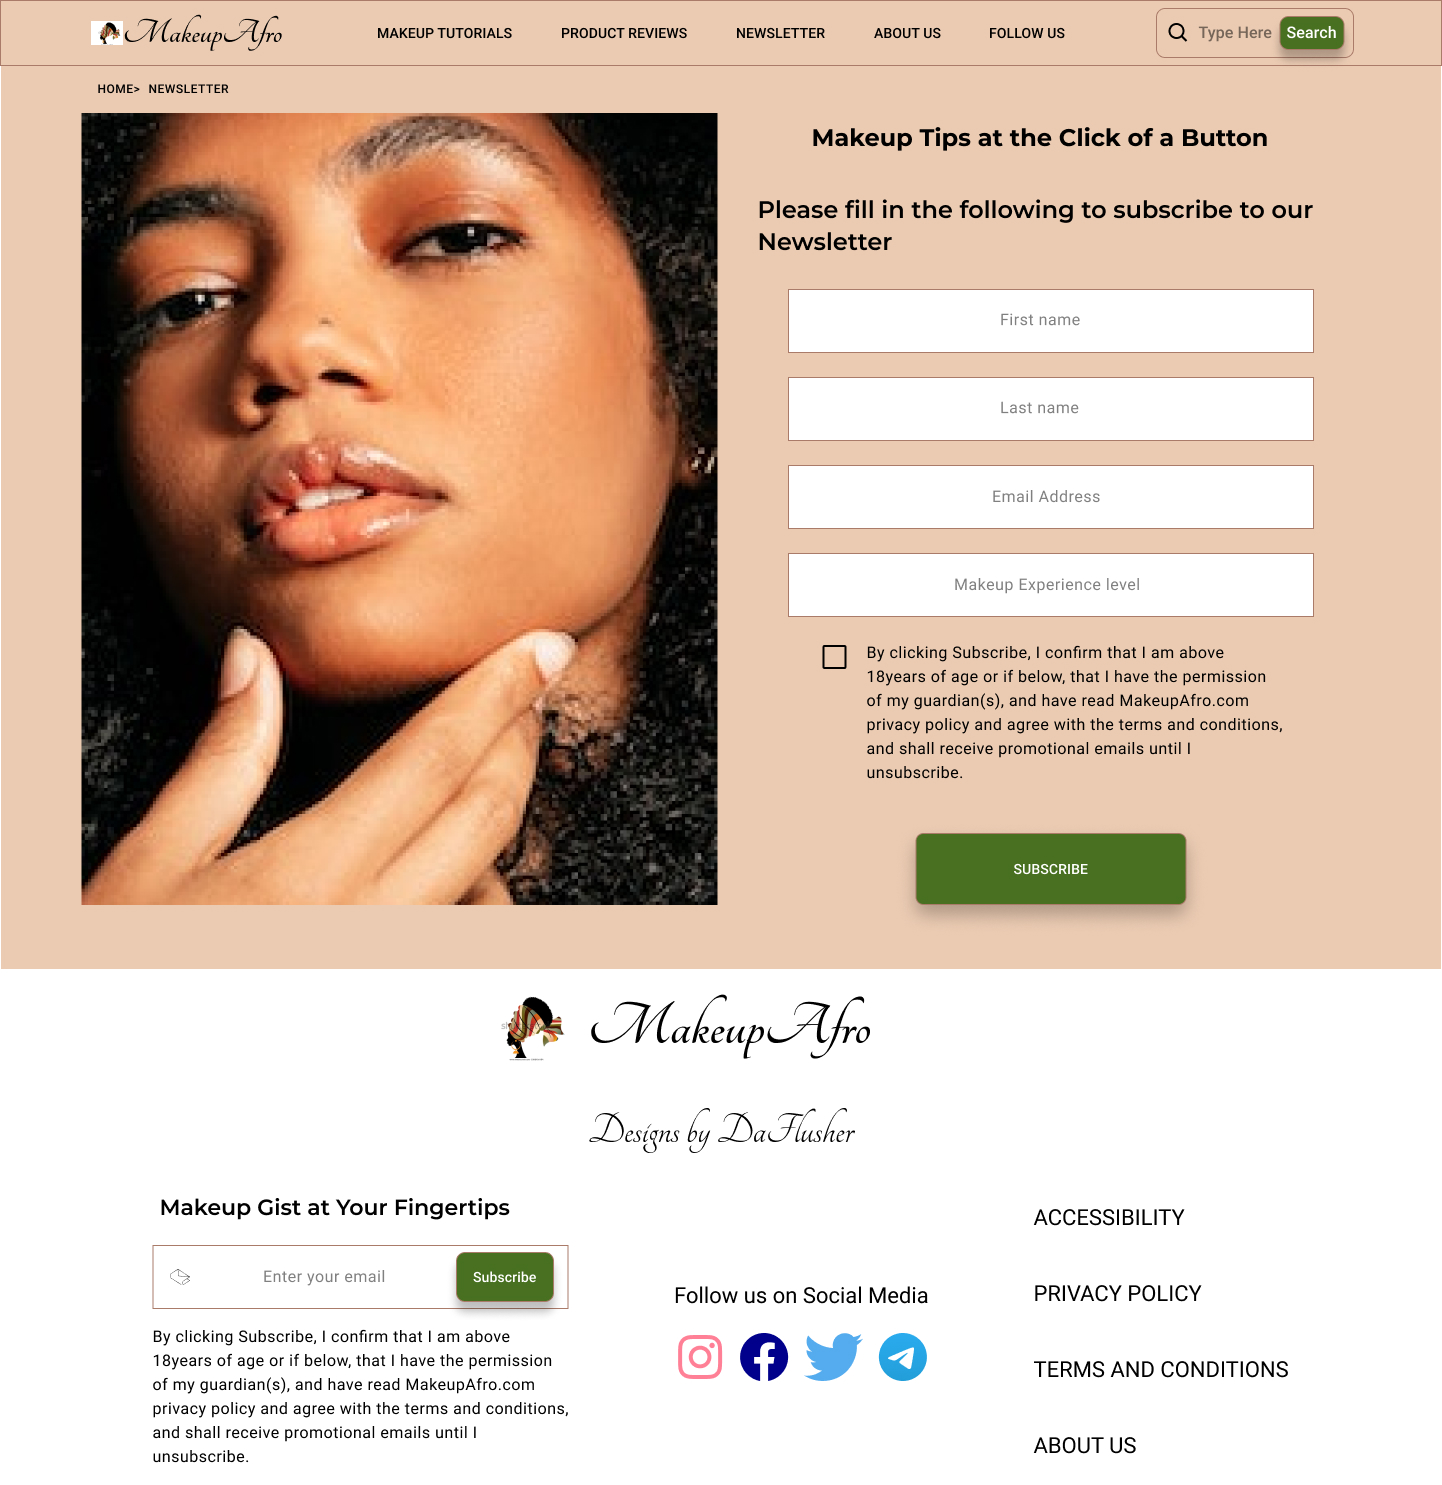 MakeupAfro
MAKEUP TUTORIALS
PRODUCT REVIEWS
NEWSLETTER
ABOUT US
FOLLOW US
Type Here
Search
HOME> NEWSLETTER
Makeup Tips at the Click of a Button
Please fill in the following to subscribe to our
Newsletter
First name
Last name
Email Address
Makeup Experience level
By clicking Subscribe, I confirm that I am above
18years of age or if below, that I have the permission
of my guardian(s), and have read MakeupAfro.com
privacy policy and agree with the terms and conditions,
and shall receive promotional emails until I
unsubscribe.
SUBSCRIBE
MakeupAfro
Designs by DaFlusher
Makeup Gist at Your Fingertips
Enter your email
Subscribe
By clicking Subscribe, I confirm that I am above
18years of age or if below, that I have the permission
of my guardian(s), and have read MakeupAfro.com
privacy policy and agree with the terms and conditions,
and shall receive promotional emails until I
unsubscribe.
Follow us on Social Media
ACCESSIBILITY
PRIVACY POLICY
TERMS AND CONDITIONS
ABOUT US